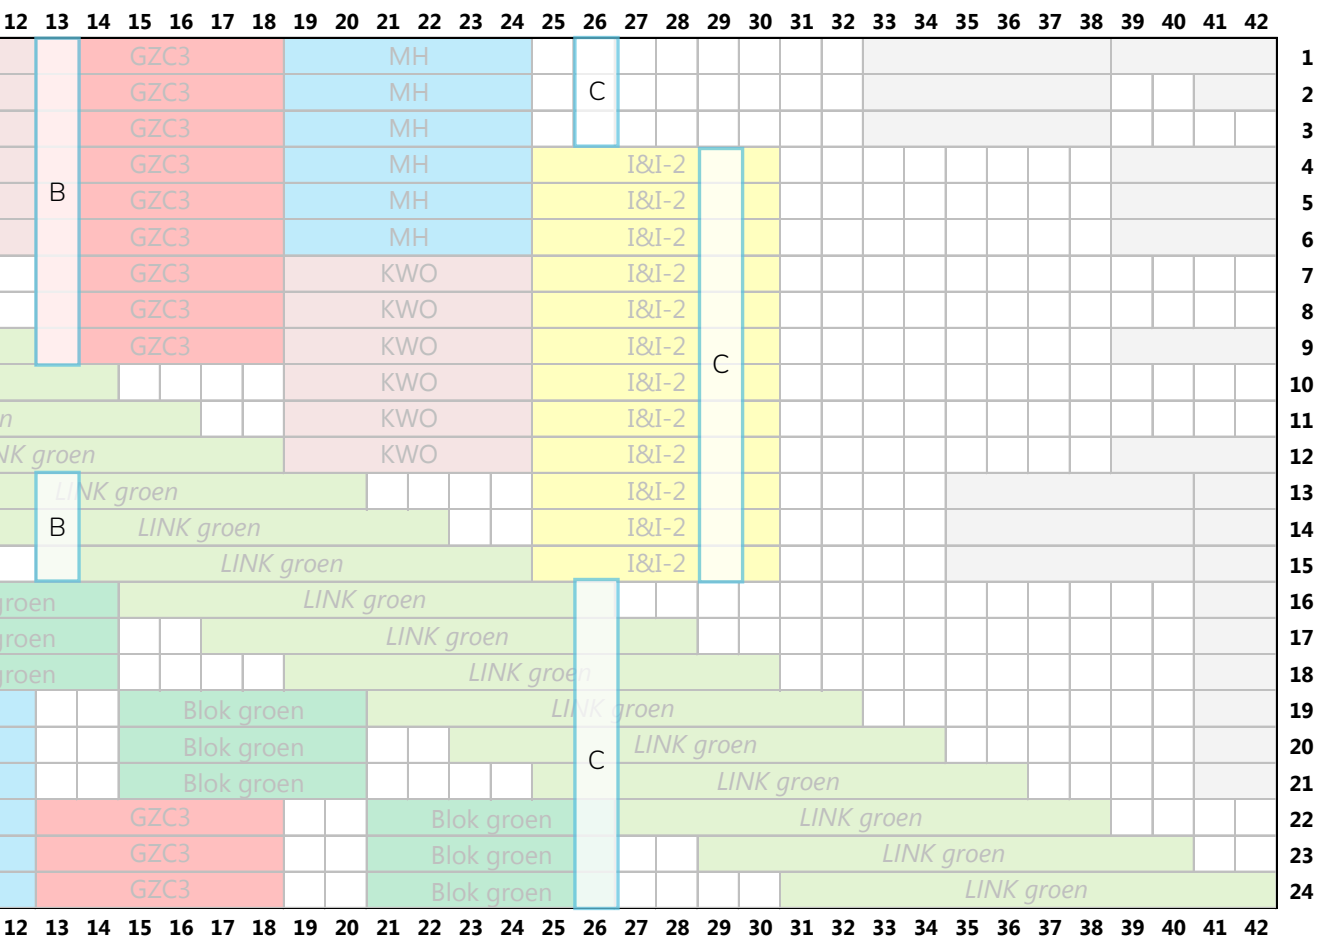 12 13 14 15 16 17 18 19 20 21 22 23 24 25 26 27 28 29 30 31 32 33 34 35 36 37 38 39 40 41 42
GZC3 MH 1
GZC3 MH C 2
GZC3 MH 3
GZC3 MH I&I-2 4
B GZC3 MH I&I-2 5
GZC3 MH I&I-2 6
GZC3 KWO I&I-2 7
GZC3 KWO I&I-2 8
GZC3 KWO I&I-2 C 9
KWO I&I-2 10
n KWO I&I-2 11
NK groen KWO I&I-2 12
LINK groen I&I-2 13
B LINK groen I&I-2 14
LINK groen I&I-2 15
groen LINK groen 16
groen LINK groen 17
groen LINK groen 18
Blok groen LINK groen 19
Blok groen C LINK groen 20
Blok groen LINK groen 21
GZC3 Blok groen LINK groen 22
GZC3 Blok groen LINK groen 23
GZC3 Blok groen LINK groen 24
12 13 14 15 16 17 18 19 20 21 22 23 24 25 26 27 28 29 30 31 32 33 34 35 36 37 38 39 40 41 42